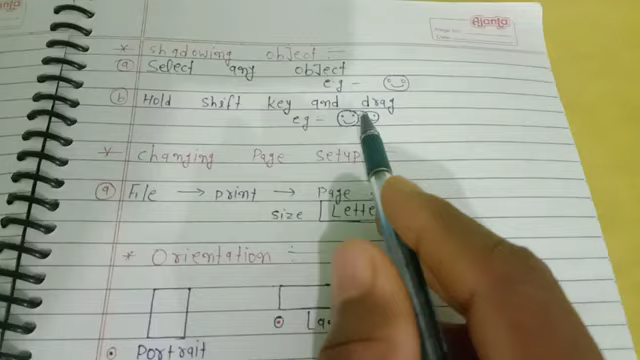 Ajanta
* Shadowing object :-
(a) Select any object
eg -
(b) Hold shift key and drag
eg -
* Changing Page setup
(a) File → print → Page
size [Lette
* Orientation :-
Portrait